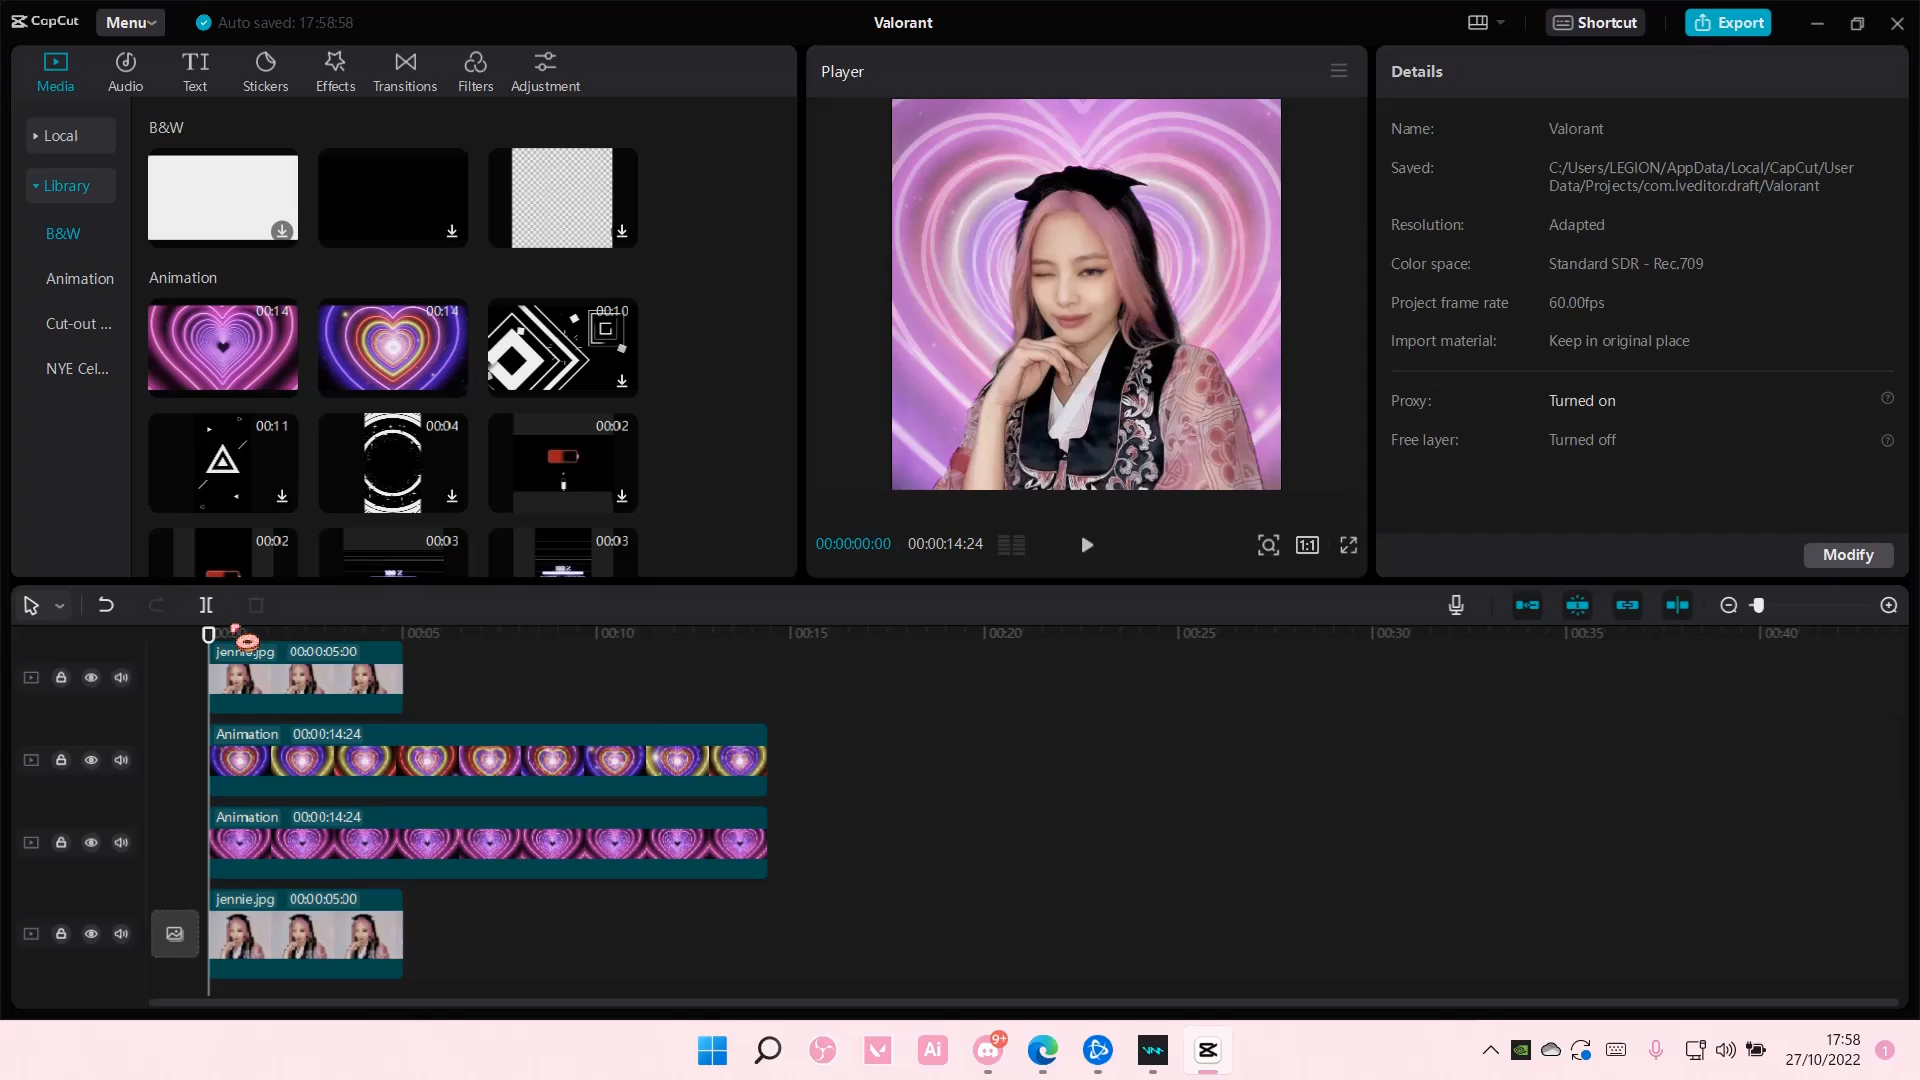 CapCut
Menu
Auto saved: 17:58:58
Valorant
Shortcut
Export
Media
Audio
Text
Stickers
Effects
Transitions
Filters
Adjustment
Local
Library
B&W
Animation
Cut-out ...
NYE Cel...
B&W
Animation
00:14
00:14
00:10
00:11
00:04
00:02
00:02
00:03
00:03
Player
00:00:00:00
00:00:14:24
1:1
Details
Name:
Valorant
Saved:
C:/Users/LEGION/AppData/Local/CapCut/User
Data/Projects/com.lveditor.draft/Valorant
Resolution:
Adapted
Color space:
Standard SDR - Rec.709
Project frame rate
60.00fps
Import material:
Keep in original place
Proxy:
Turned on
Free layer:
Turned off
Modify
00:05
00:10
00:15
00:20
00:25
00:30
00:35
00:40
jennie.jpg 00:00:05:00
Animation 00:00:14:24
Animation 00:00:14:24
jennie.jpg 00:00:05:00
Ai
9+
17:58
27/10/2022
1